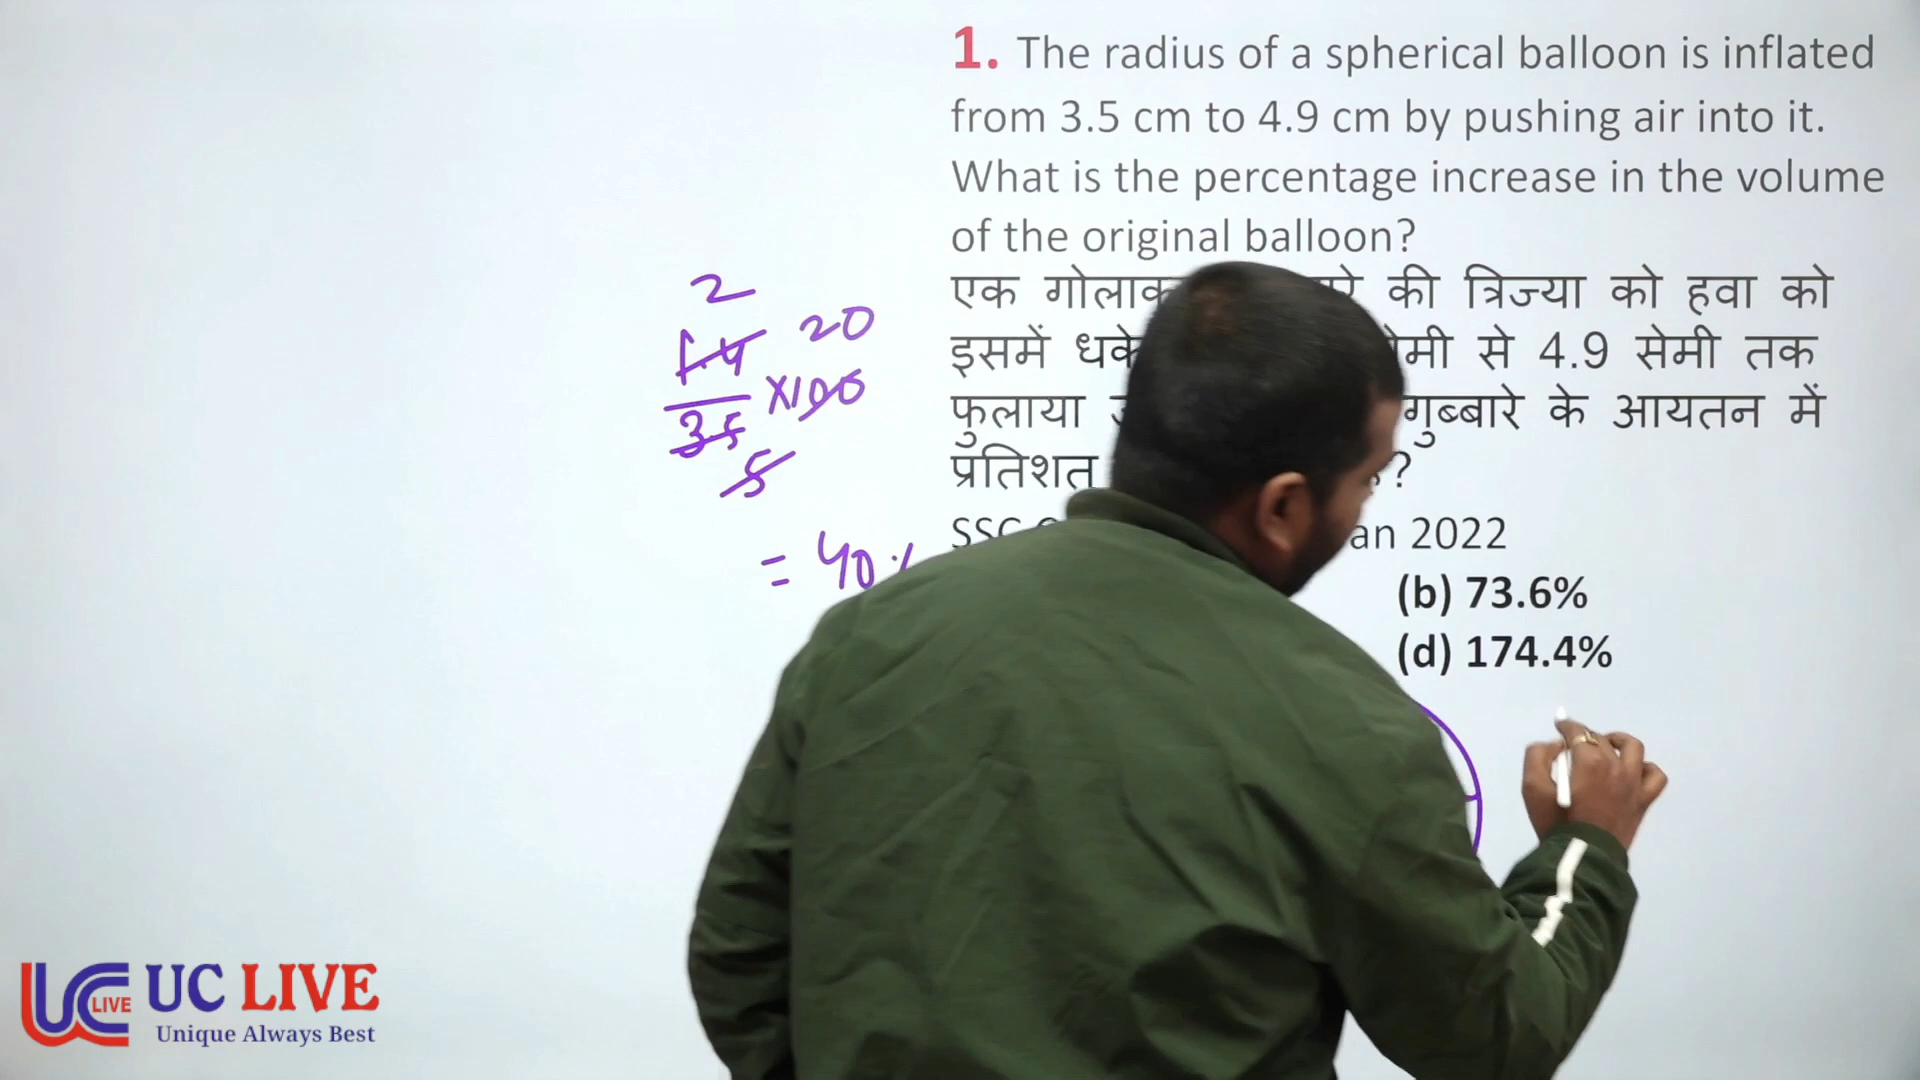 1. The radius of a spherical balloon is inflated
from 3.5 cm to 4.9 cm by pushing air into it.
What is the percentage increase in the volume
of the original balloon?
एक की त्रिज्या को हवा को
इसमें से 4.9 सेमी तक
फुलाया गुब्बारे के आयतन में
प्रतिशत ?
SSC 2022
(b) 73.6%
(d) 174.4%
2
1.4 20
×100
3.5
5
= 40%
UC LIVE
LIVE
Unique Always Best